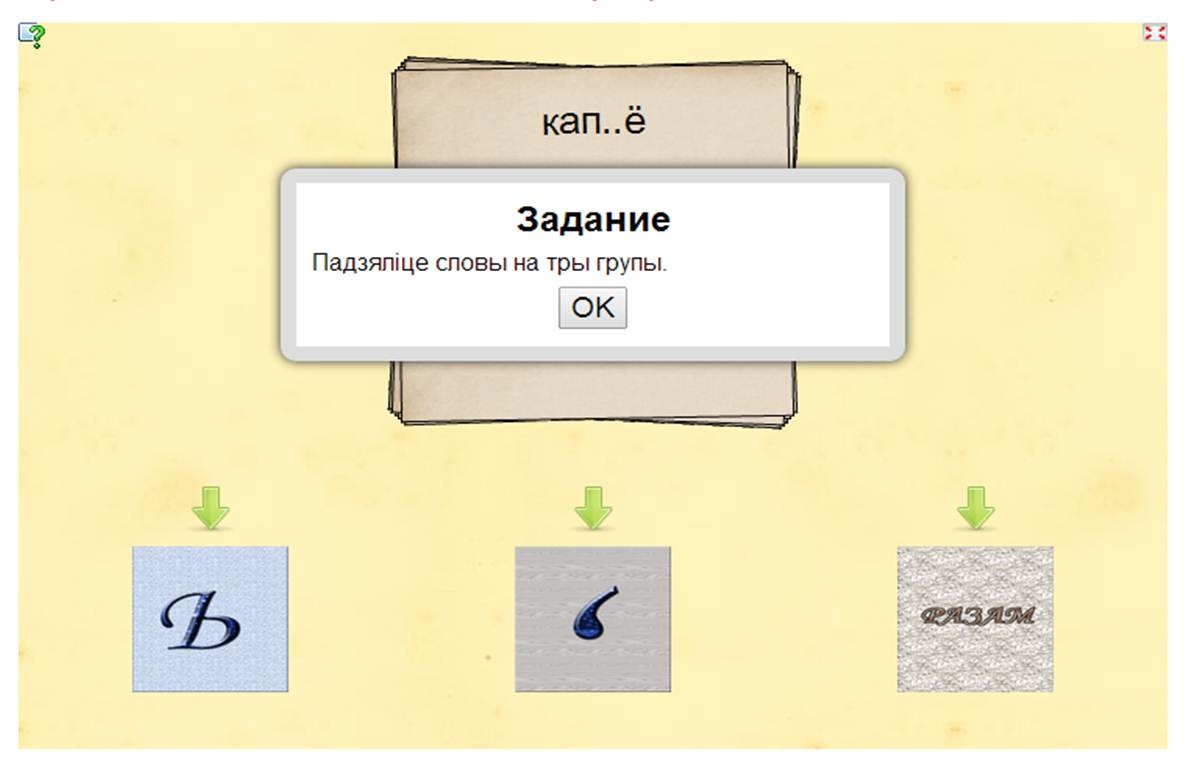 кап..ё
Задание
Падзяліце словы на тры групы.
OK
Ь
‘
РАЗАМ